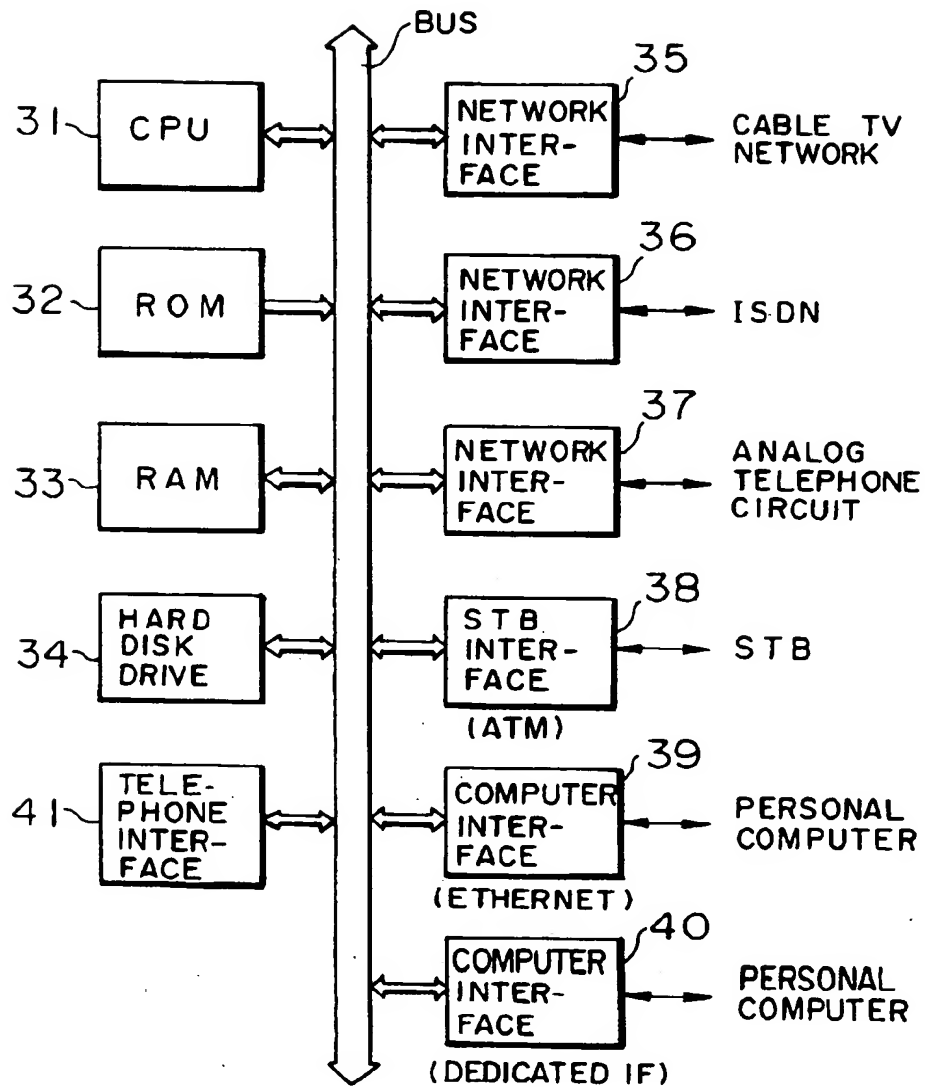 BUS
31
CPU
32
ROM
33
RAM
34
HARD
DISK
DRIVE
41
TELE-
PHONE
INTER-
FACE
35
NETWORK
INTER-
FACE
CABLE TV
NETWORK
36
NETWORK
INTER-
FACE
ISDN
37
NETWORK
INTER-
FACE
ANALOG
TELEPHONE
CIRCUIT
38
STB
INTER-
FACE
(ATM)
STB
39
COMPUTER
INTER-
FACE
(ETHERNET)
PERSONAL
COMPUTER
40
COMPUTER
INTER-
FACE
(DEDICATED IF)
PERSONAL
COMPUTER